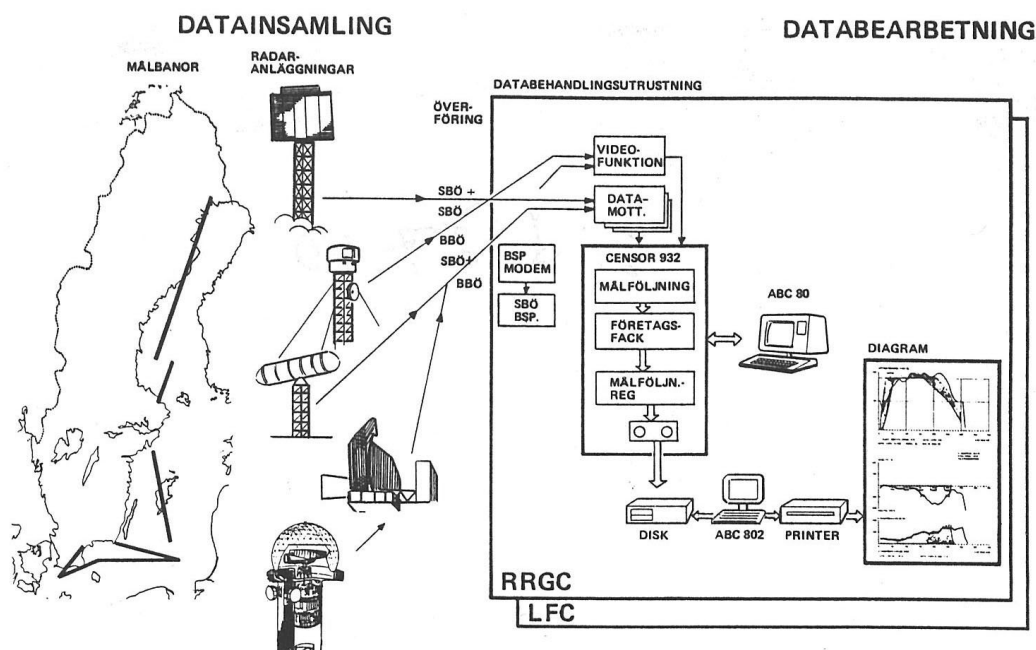 DATAINSAMLING
DATABEARBETNING
MÅLBANOR
RADAR-
ANLÄGGNINGAR
DATABEHANDLINGSUTRUSTNING
ÖVER-
FÖRING
VIDEO-
FUNKTION
SBÖ +
SBÖ
DATA-
MOTT.
BBÖ
SBÖ+
BBÖ
BSP
MODEM
SBÖ
BSP.
CENSOR 932
MÅLFÖLJNING
FÖRETAGS-
FACK
MÅLFÖLJN.-
REG
ABC 80
DIAGRAM
DISK
ABC 802
PRINTER
RRGC
LFC